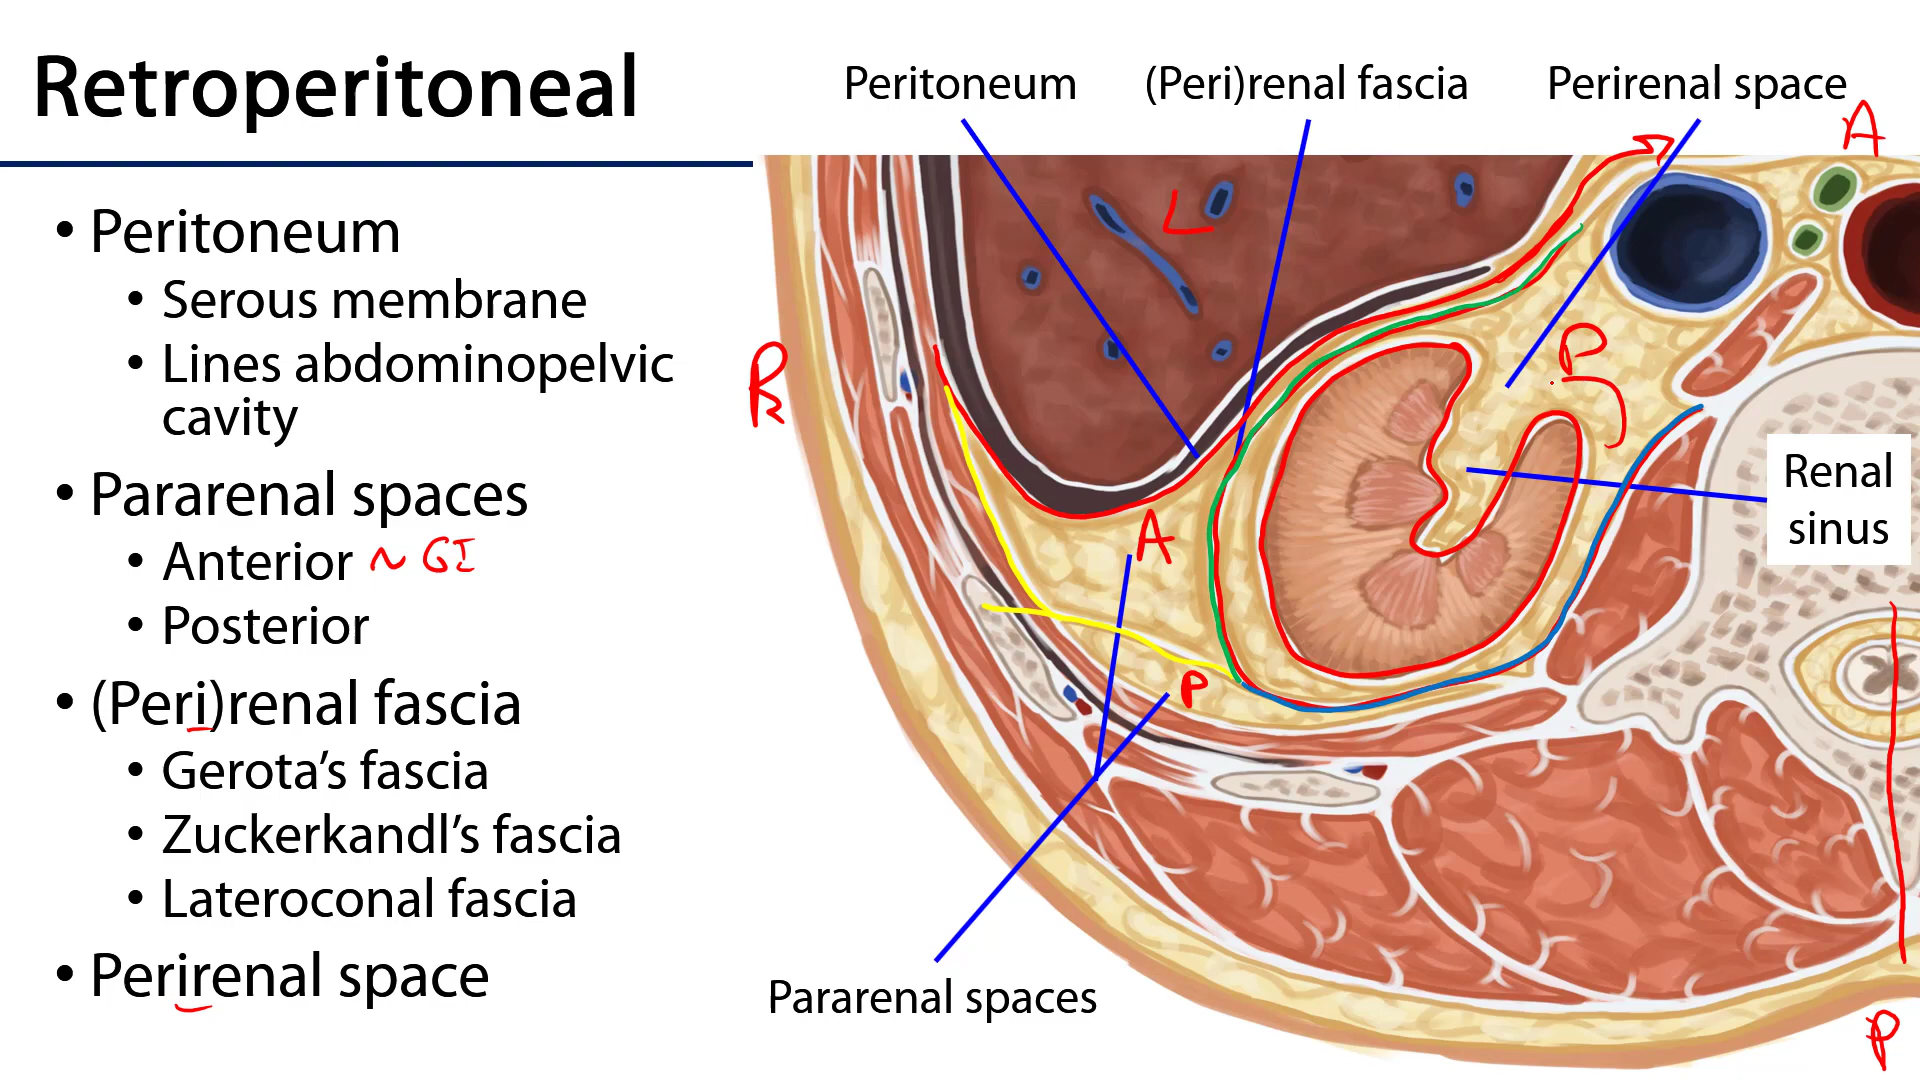 Retroperitoneal
• Peritoneum
• Serous membrane
• Lines abdominopelvic
cavity
• Pararenal spaces
• Anterior ~ GI
• Posterior
• (Peri)renal fascia
• Gerota’s fascia
• Zuckerkandl’s fascia
• Lateroconal fascia
• Perirenal space
Peritoneum
(Peri)renal fascia
Perirenal space
A
L
R
P
A
Renal
sinus
P
Pararenal spaces
P